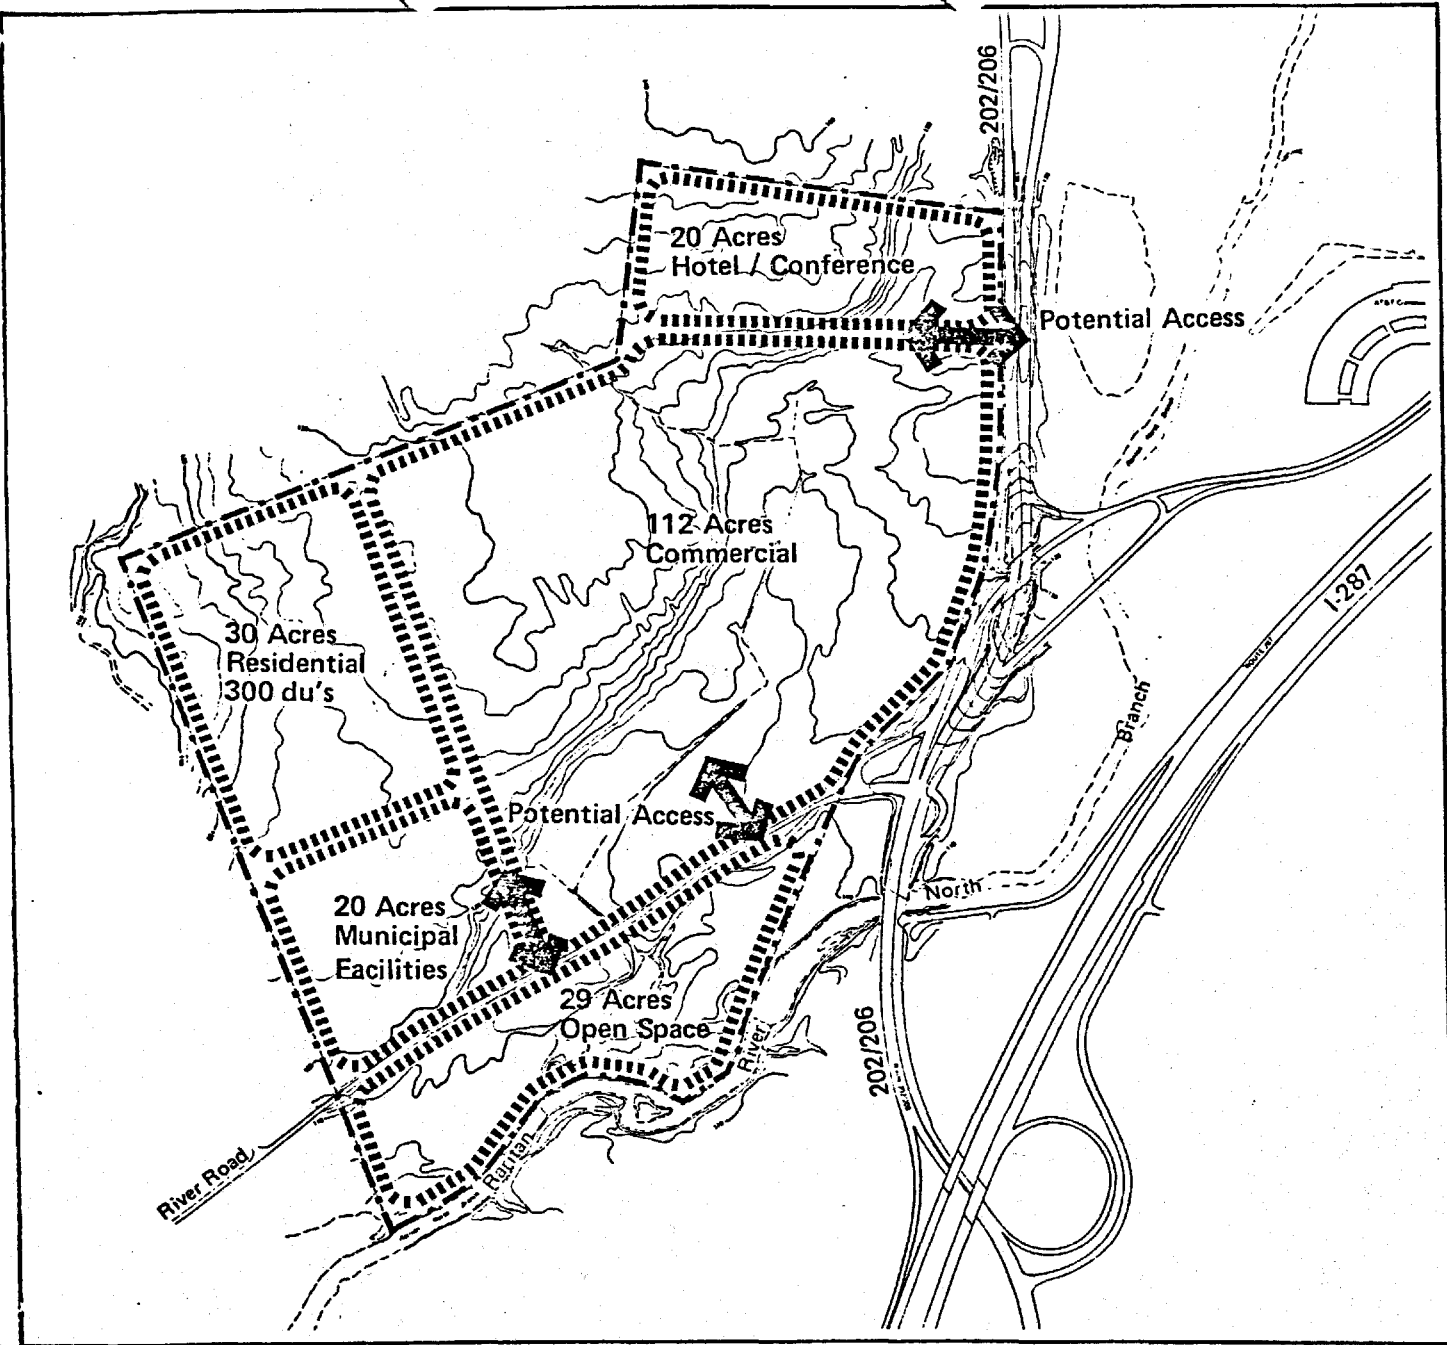 202/206
20 Acres
Hotel / Conference
Potential Access
112 Acres
Commercial
I-287
30 Acres
Residential
300 du's
Branch
Potential Access
North
20 Acres
Municipal
Eacilities
29 Acres
Open Space
River
202/206
Raritan
River Road